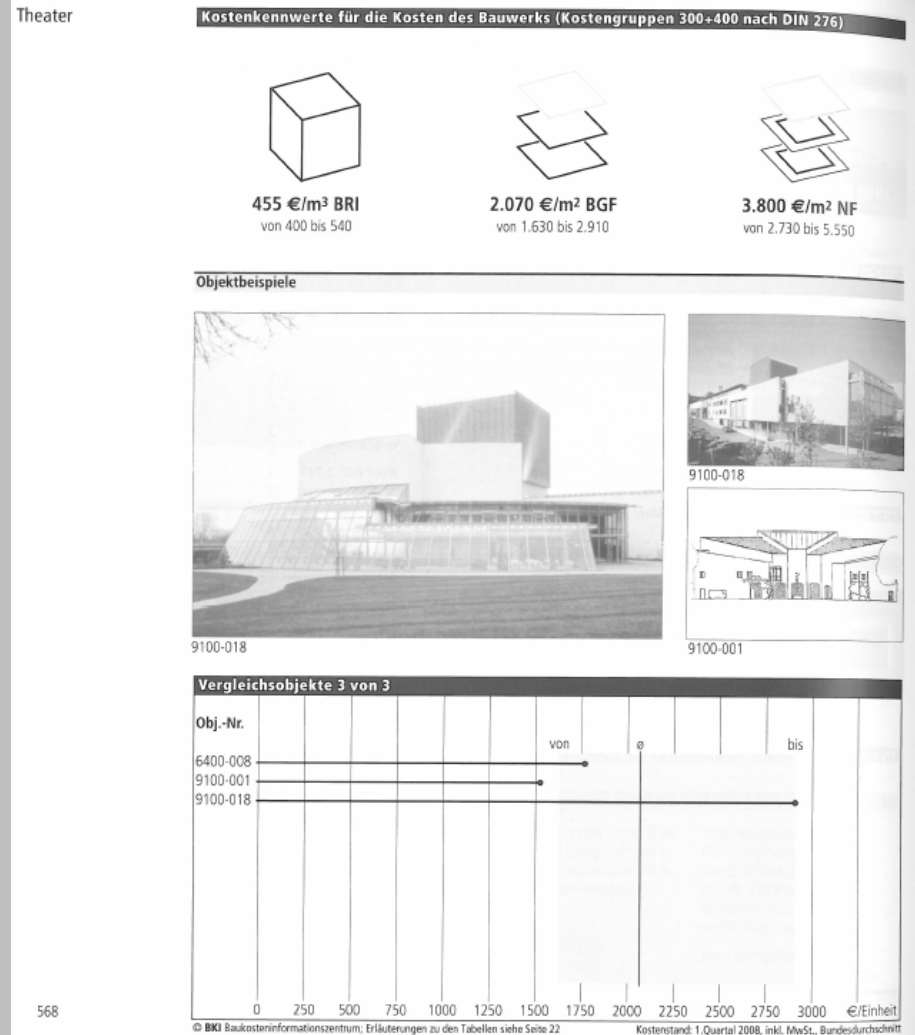 Theater
Kostenkennwerte für die Kosten des Bauwerks (Kostengruppen 300+400 nach DIN 276)
455 €/m³ BRI
von 400 bis 540
2.070 €/m² BGF
von 1.630 bis 2.910
3.800 €/m² NF
von 2.730 bis 5.550
Objektbeispiele
9100-018
9100-018
9100-001
Vergleichsobjekte 3 von 3
Obj.-Nr.
von ø bis
6400-008
9100-001
9100-018
0 250 500 750 1000 1250 1500 1750 2000 2250 2500 2750 3000 €/Einheit
568
© BKI Baukosteninformationszentrum; Erläuterungen zu den Tabellen siehe Seite 22
Kostenstand: 1.Quartal 2008, inkl. MwSt., Bundesdurchschnitt